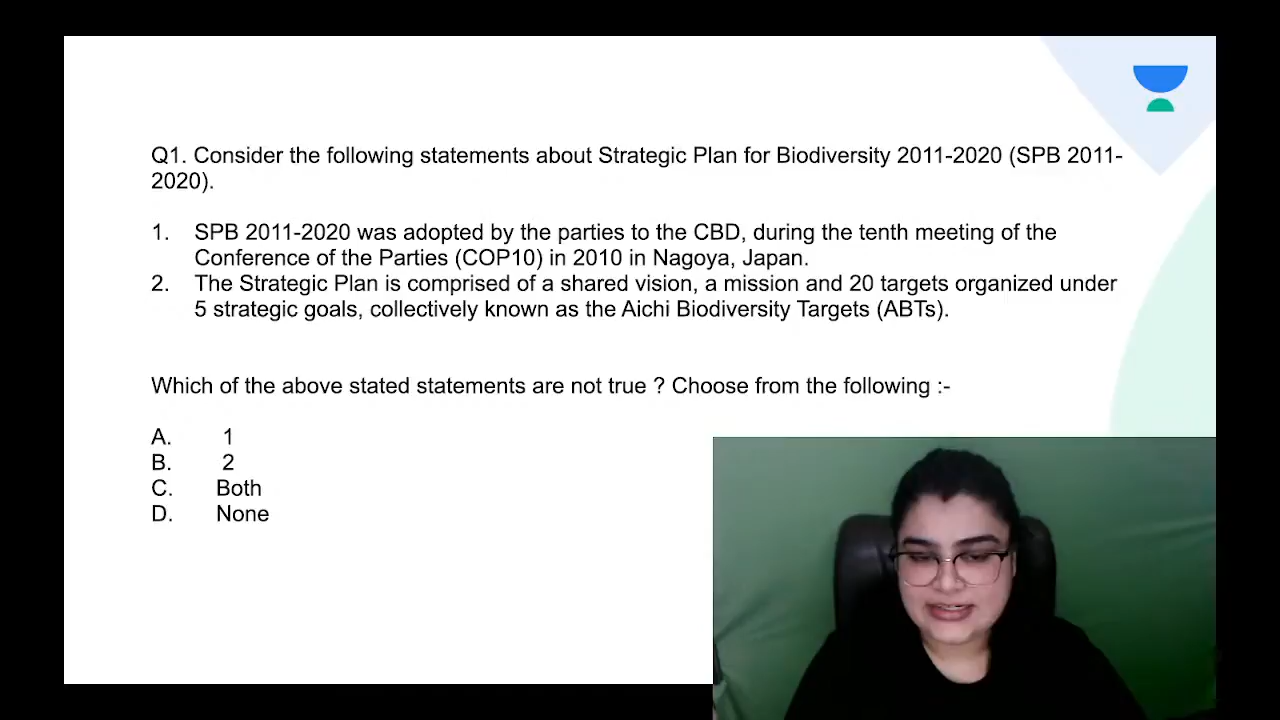 Q1. Consider the following statements about Strategic Plan for Biodiversity 2011-2020 (SPB 2011-
2020).
1. SPB 2011-2020 was adopted by the parties to the CBD, during the tenth meeting of the
Conference of the Parties (COP10) in 2010 in Nagoya, Japan.
2. The Strategic Plan is comprised of a shared vision, a mission and 20 targets organized under
5 strategic goals, collectively known as the Aichi Biodiversity Targets (ABTs).
Which of the above stated statements are not true ? Choose from the following :-
A. 1
B. 2
C. Both
D. None